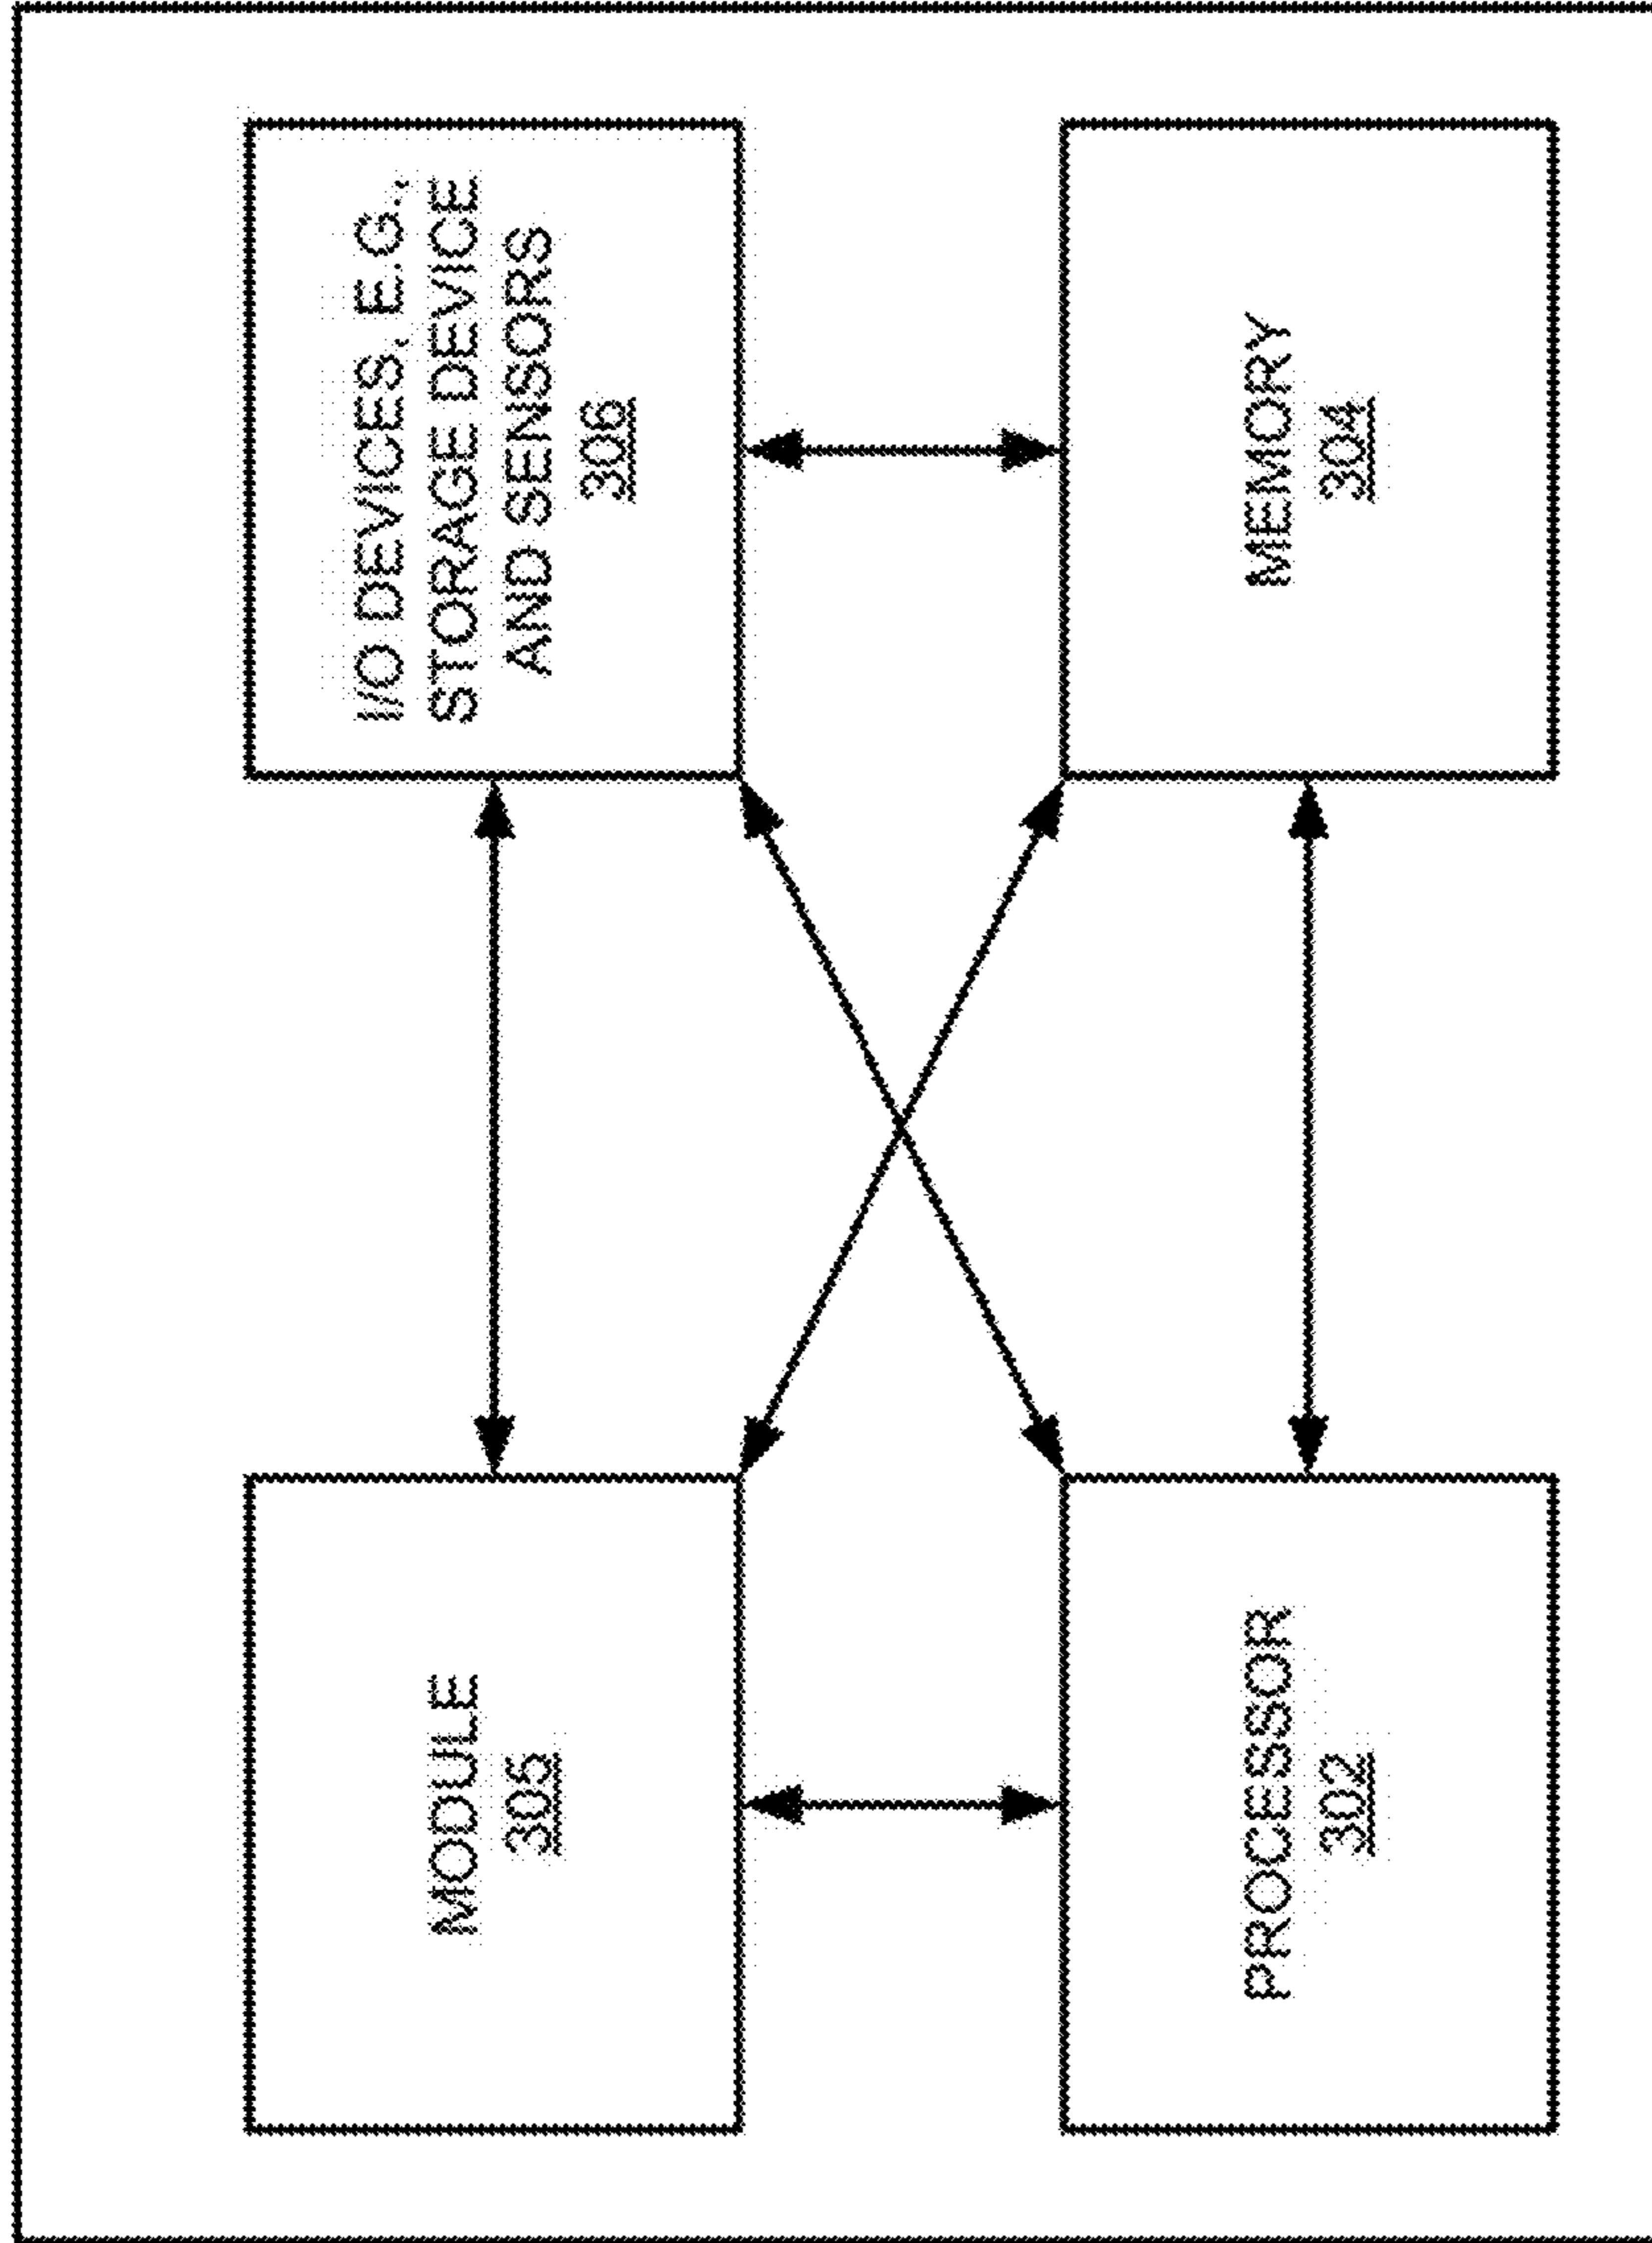 MODULE
305
I/O DEVICES, E.G.,
STORAGE DEVICE
AND SENSORS
306
PROCESSOR
302
MEMORY
304